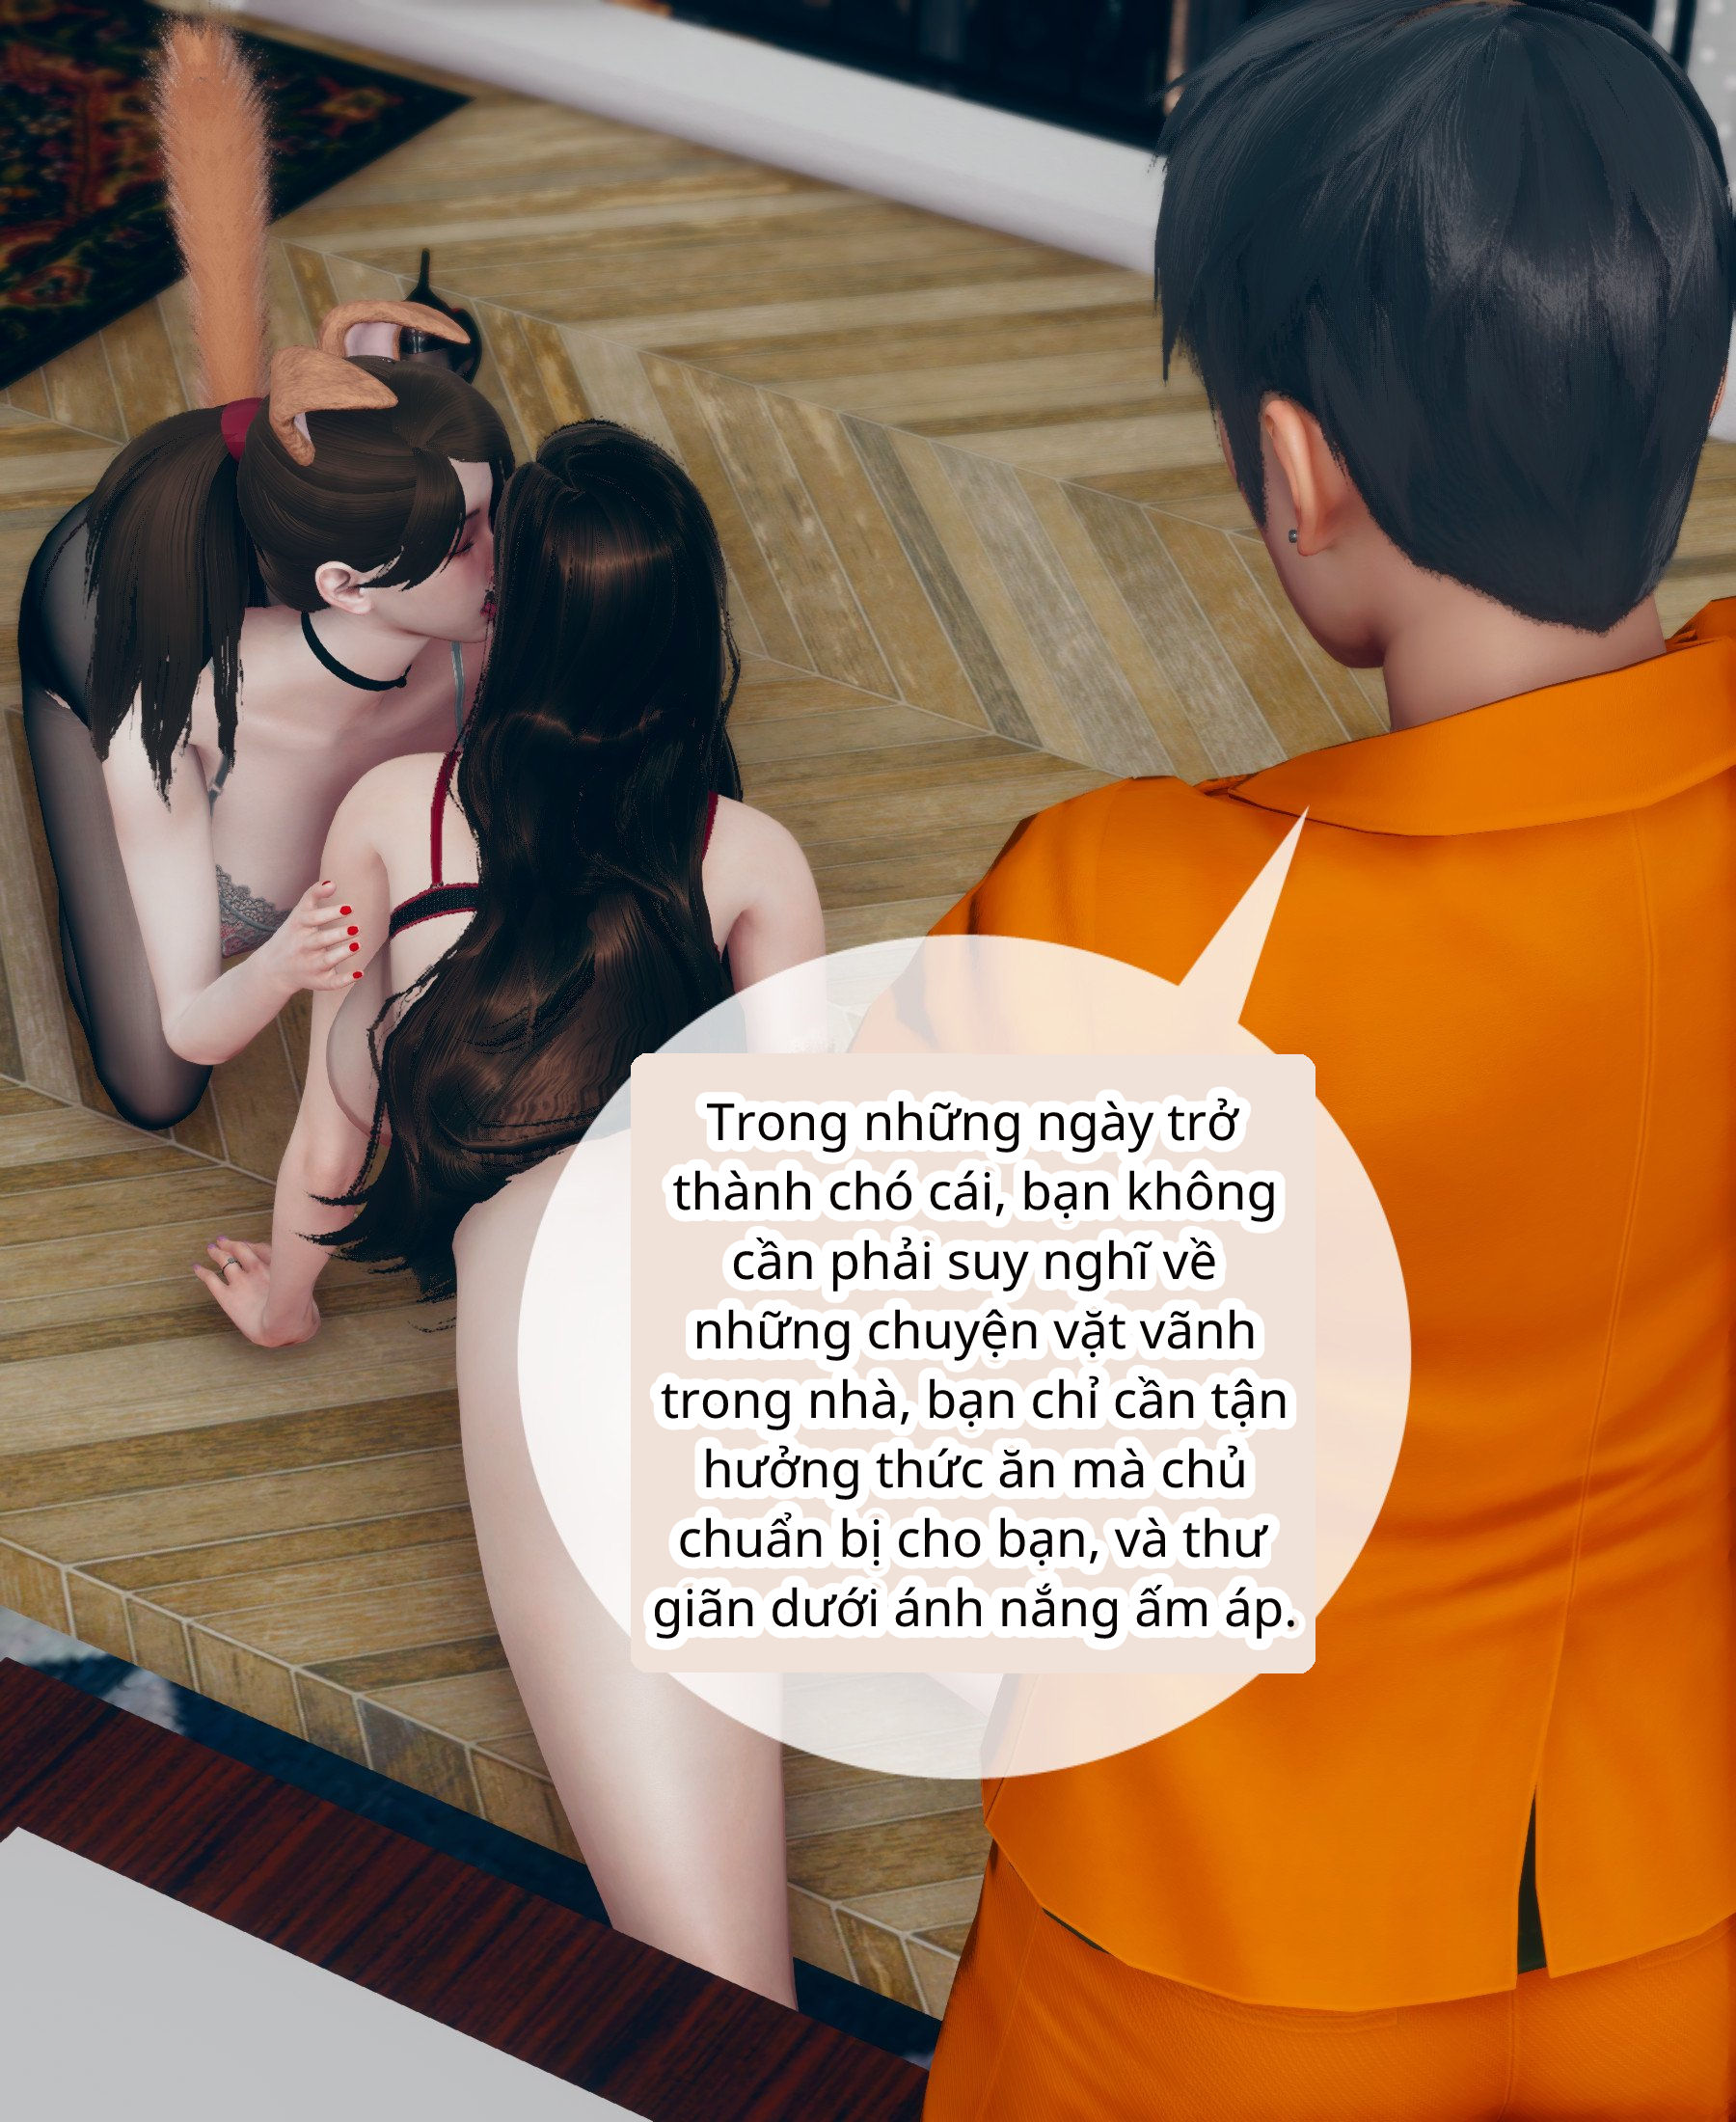 Trong những ngày trở
thành chó cái, bạn không
cần phải suy nghĩ về
những chuyện vặt vãnh
trong nhà, bạn chỉ cần tận
hưởng thức ăn mà chủ
chuẩn bị cho bạn, và thư
giãn dưới ánh nắng ấm áp.